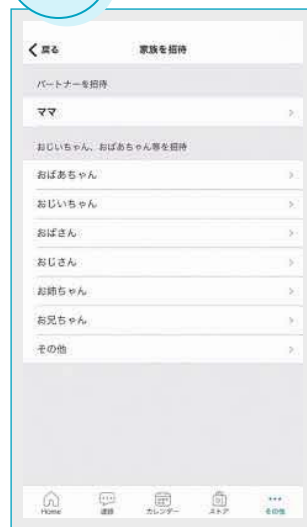 戻る 家族を招待
パートナーを招待
ママ
おじいちゃん、おばあちゃん等を招待
おばあちゃん
おじいちゃん
おばさん
おじさん
お姉ちゃん
お兄ちゃん
その他
Home 連絡 カレンダー ストア その他